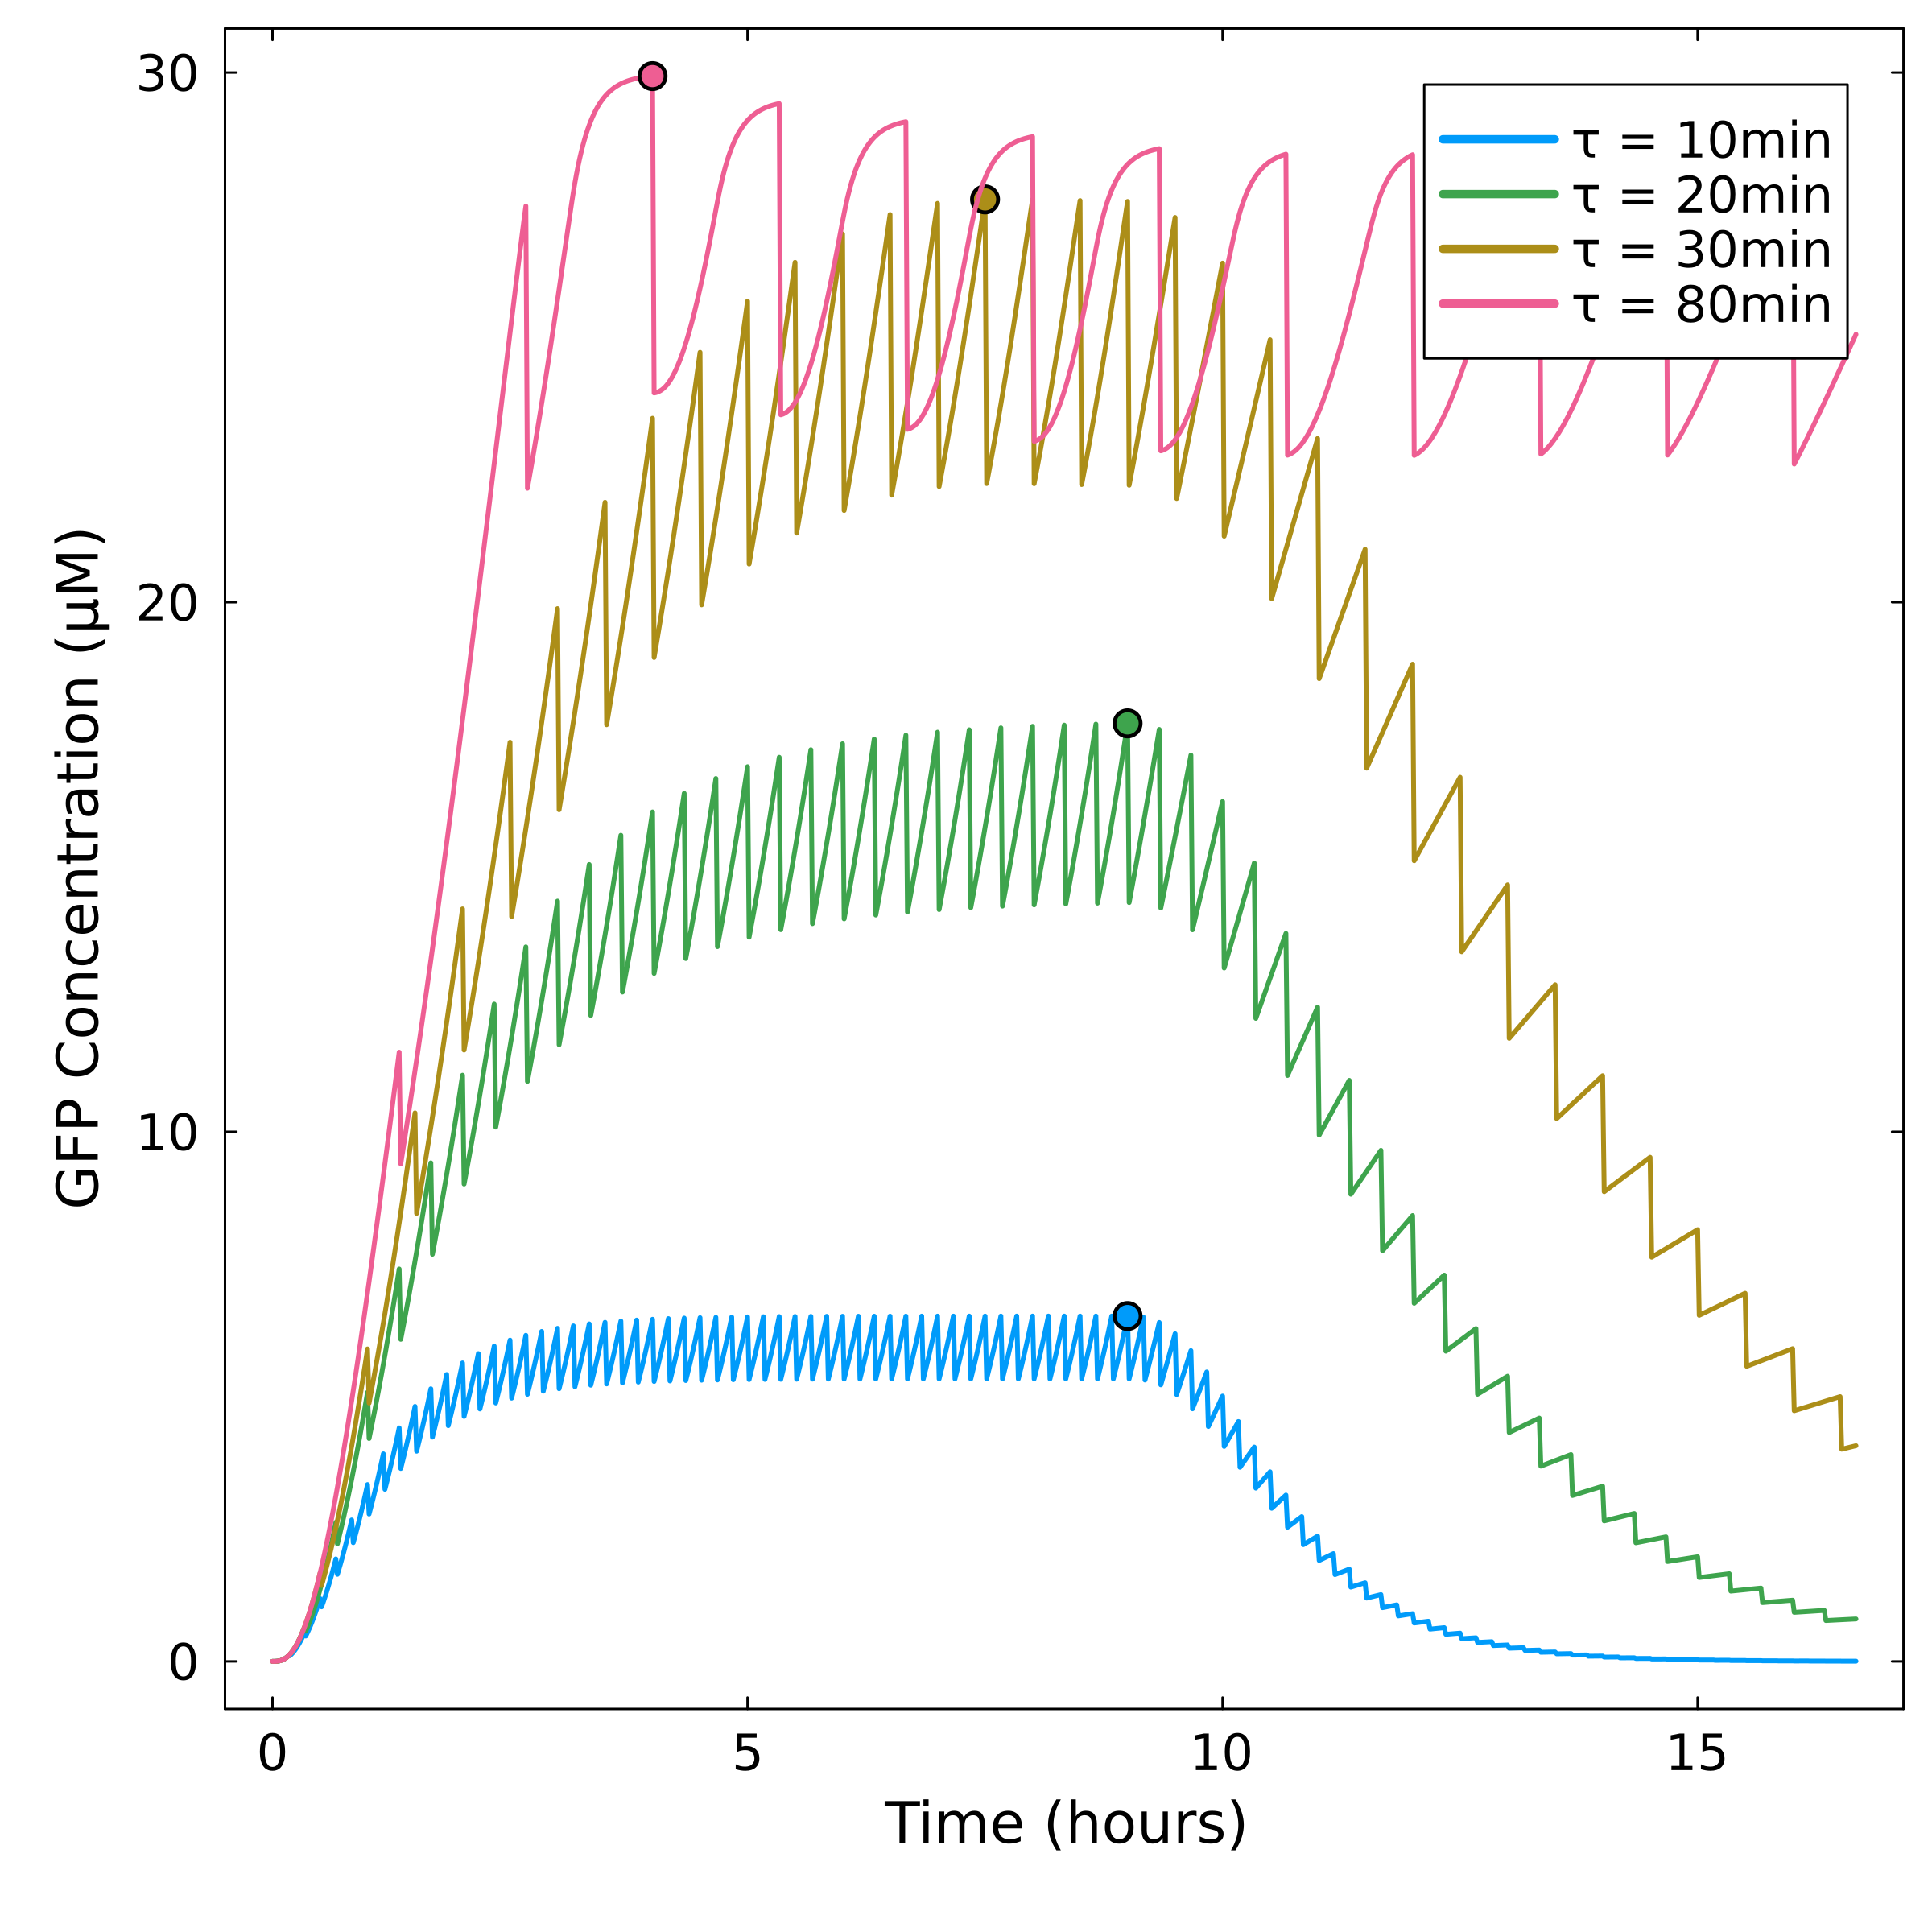 30
20
10
0
GFP Concentration (μM)
τ = 10min
τ = 20min
τ = 30min
τ = 80min
0 5 10 15
Time (hours)